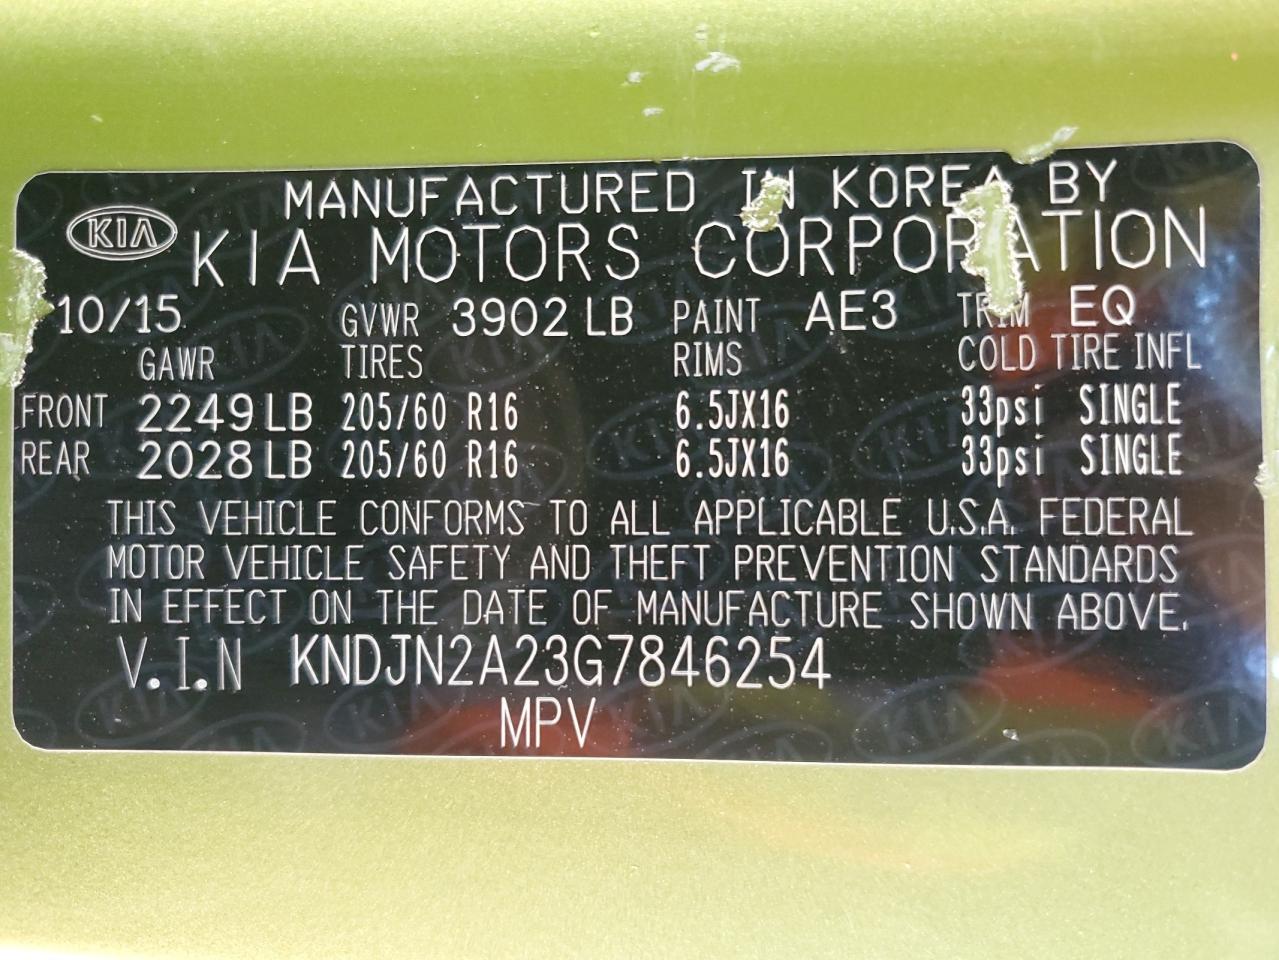 MANUFACTURED IN KOREA BY
KIA KIA MOTORS CORPORATION
10/15 GVWR 3902 LB PAINT AE3 TRIM EQ
GAWR TIRES RIMS COLD TIRE INFL
FRONT 2249 LB 205/60 R16 6.5JX16 33psi SINGLE
REAR 2028 LB 205/60 R16 6.5JX16 33psi SINGLE
THIS VEHICLE CONFORMS TO ALL APPLICABLE U.S.A. FEDERAL
MOTOR VEHICLE SAFETY AND THEFT PREVENTION STANDARDS
IN EFFECT ON THE DATE OF MANUFACTURE SHOWN ABOVE.
V.I.N KNDJN2A23G7846254
MPV